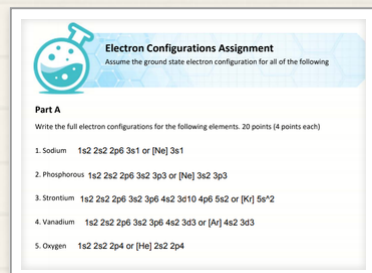 Electron Configurations Assignment
Assume the ground state electron configuration for all of the following
Part A
Write the full electron configurations for the following elements. 20 points (4 points each)
1. Sodium 1s2 2s2 2p6 3s1 or [Ne] 3s1
2. Phosphorous 1s2 2s2 2p6 3s2 3p3 or [Ne] 3s2 3p3
3. Strontium 1s2 2s2 2p6 3s2 3p6 4s2 3d10 4p6 5s2 or [Kr] 5s^2
4. Vanadium 1s2 2s2 2p6 3s2 3p6 4s2 3d3 or [Ar] 4s2 3d3
5. Oxygen 1s2 2s2 2p4 or [He] 2s2 2p4